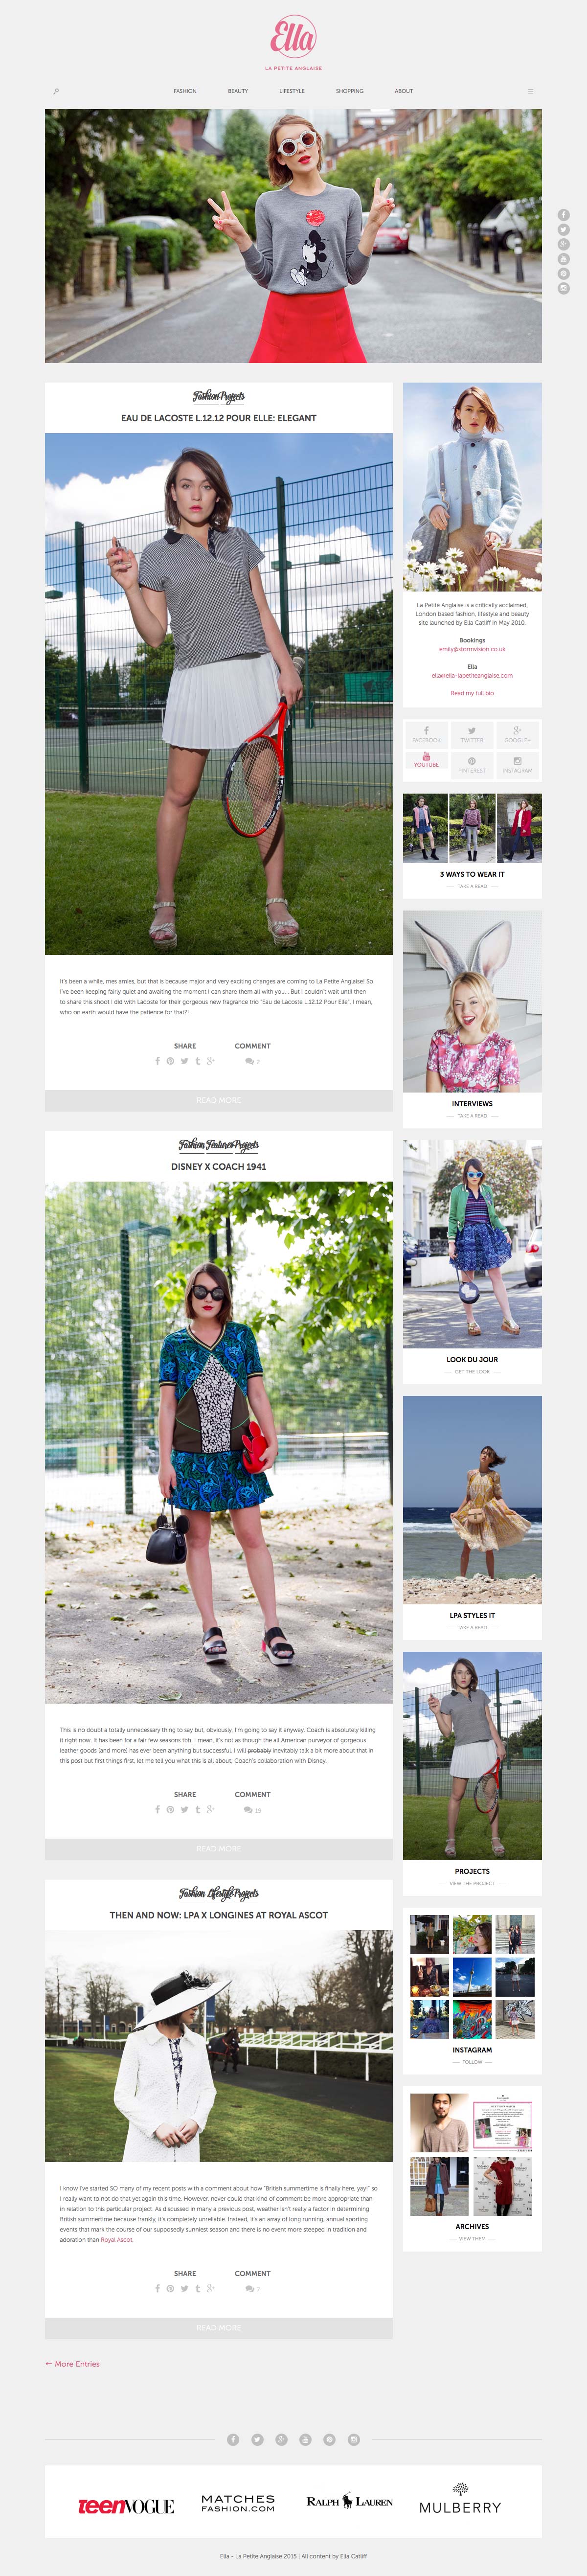 Ella
LA PETITE ANGLAISE
FASHION BEAUTY LIFESTYLE SHOPPING ABOUT
Fashion Projects
EAU DE LACOSTE L.12.12 POUR ELLE: ELEGANT
It's been a while, mes amies, but that is because major and very exciting changes are coming to La Petite Anglaise! So
I've been keeping fairly quiet and awaiting the moment I can share them all with you... But I couldn't wait until then
to share this shoot I did with Lacoste for their gorgeous new fragrance trio "Eau de Lacoste L.12.12 Pour Elle". I mean,
who on earth would have the patience for that?!
SHARE COMMENT
2
READ MORE
Fashion Features Projects
DISNEY X COACH 1941
This is no doubt a totally unnecessary thing to say but, obviously, I'm going to say it anyway. Coach is absolutely killing
it right now. It has been for a fair few seasons tbh. I mean, it's not as though the all American purveyor of gorgeous
leather goods (and more) has ever been anything but successful. I will probably inevitably talk a bit more about that in
this post but first things first, let me tell you what this is all about; Coach's collaboration with Disney.
SHARE COMMENT
19
READ MORE
Fashion Lifestyle Projects
THEN AND NOW: LPA X LONGINES AT ROYAL ASCOT
I know I've started SO many of my recent posts with a comment about how "British summertime is finally here, yay!" so
I really want to not do that yet again this time. However, never could that kind of comment be more appropriate than
in relation to this particular project. As discussed in many a previous post, weather isn't really a factor in determining
British summertime because frankly, it's completely unreliable. Instead, it's an array of long running, annual sporting
events that mark the course of our supposedly sunniest season and there is no event more steeped in tradition and
adoration than Royal Ascot.
SHARE COMMENT
7
READ MORE
← More Entries
La Petite Anglaise is a critically acclaimed,
London based fashion, lifestyle and beauty
site launched by Ella Catliff in May 2010.
Bookings
emily@stormvision.co.uk
Ella
ella@ella-lapetiteanglaise.com
Read my full bio
FACEBOOK TWITTER GOOGLE+
YOUTUBE PINTEREST INSTAGRAM
3 WAYS TO WEAR IT
TAKE A READ
INTERVIEWS
TAKE A READ
LOOK DU JOUR
GET THE LOOK
LPA STYLES IT
TAKE A READ
PROJECTS
VIEW THE PROJECT
INSTAGRAM
FOLLOW
ARCHIVES
VIEW THEM
teenVOGUE
MATCHES
FASHION.COM
RALPH LAUREN
MULBERRY
Ella - La Petite Anglaise 2015 | All content by Ella Catliff